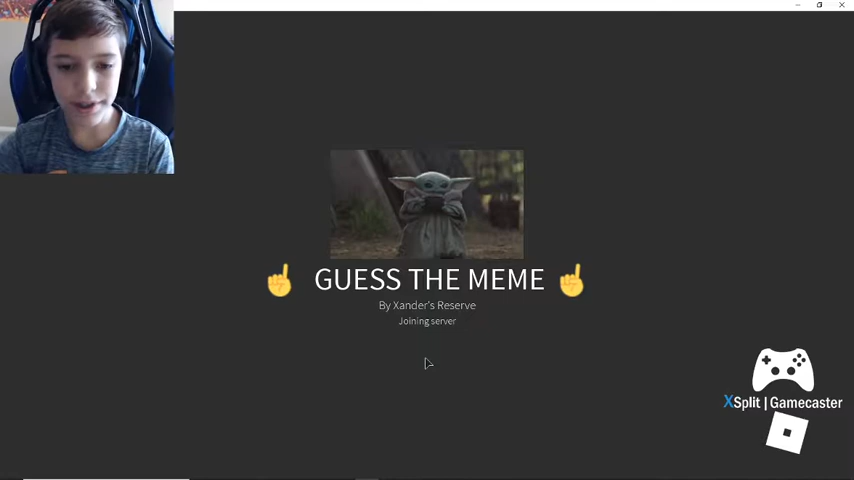 GUESS THE MEME
By Xander's Reserve
Joining server
XSplit | Gamecaster